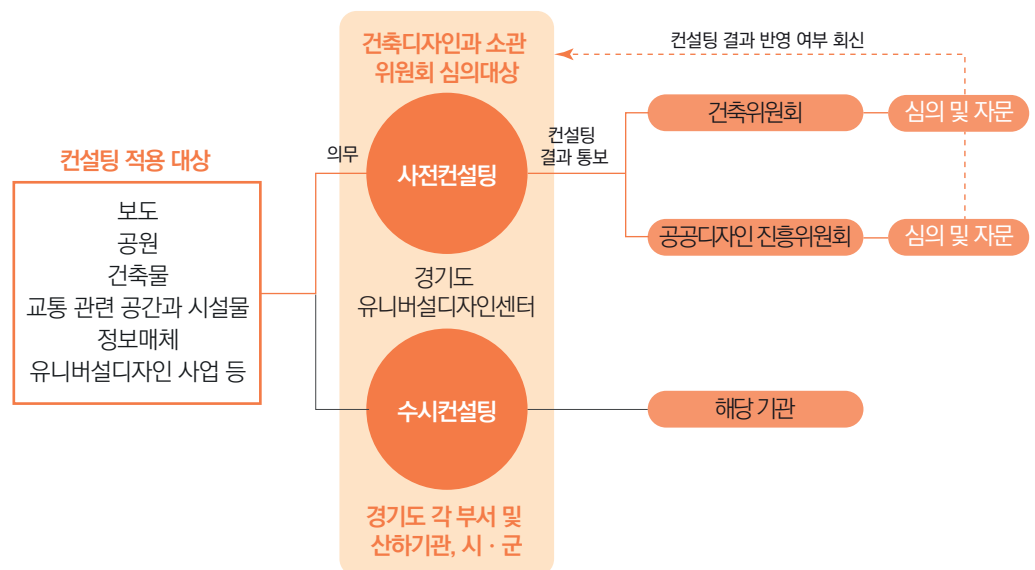 건축디자인과 소관
위원회 심의대상
컨설팅 결과 반영 여부 회신
건축위원회
심의 및 자문
의무
사전컨설팅
컨설팅
결과 통보
컨설팅 적용 대상
보도
공원
건축물
교통 관련 공간과 시설물
정보매체
유니버설디자인 사업 등
공공디자인 진흥위원회
심의 및 자문
경기도
유니버설디자인센터
수시컨설팅
해당 기관
경기도 각 부서 및
산하기관, 시 · 군